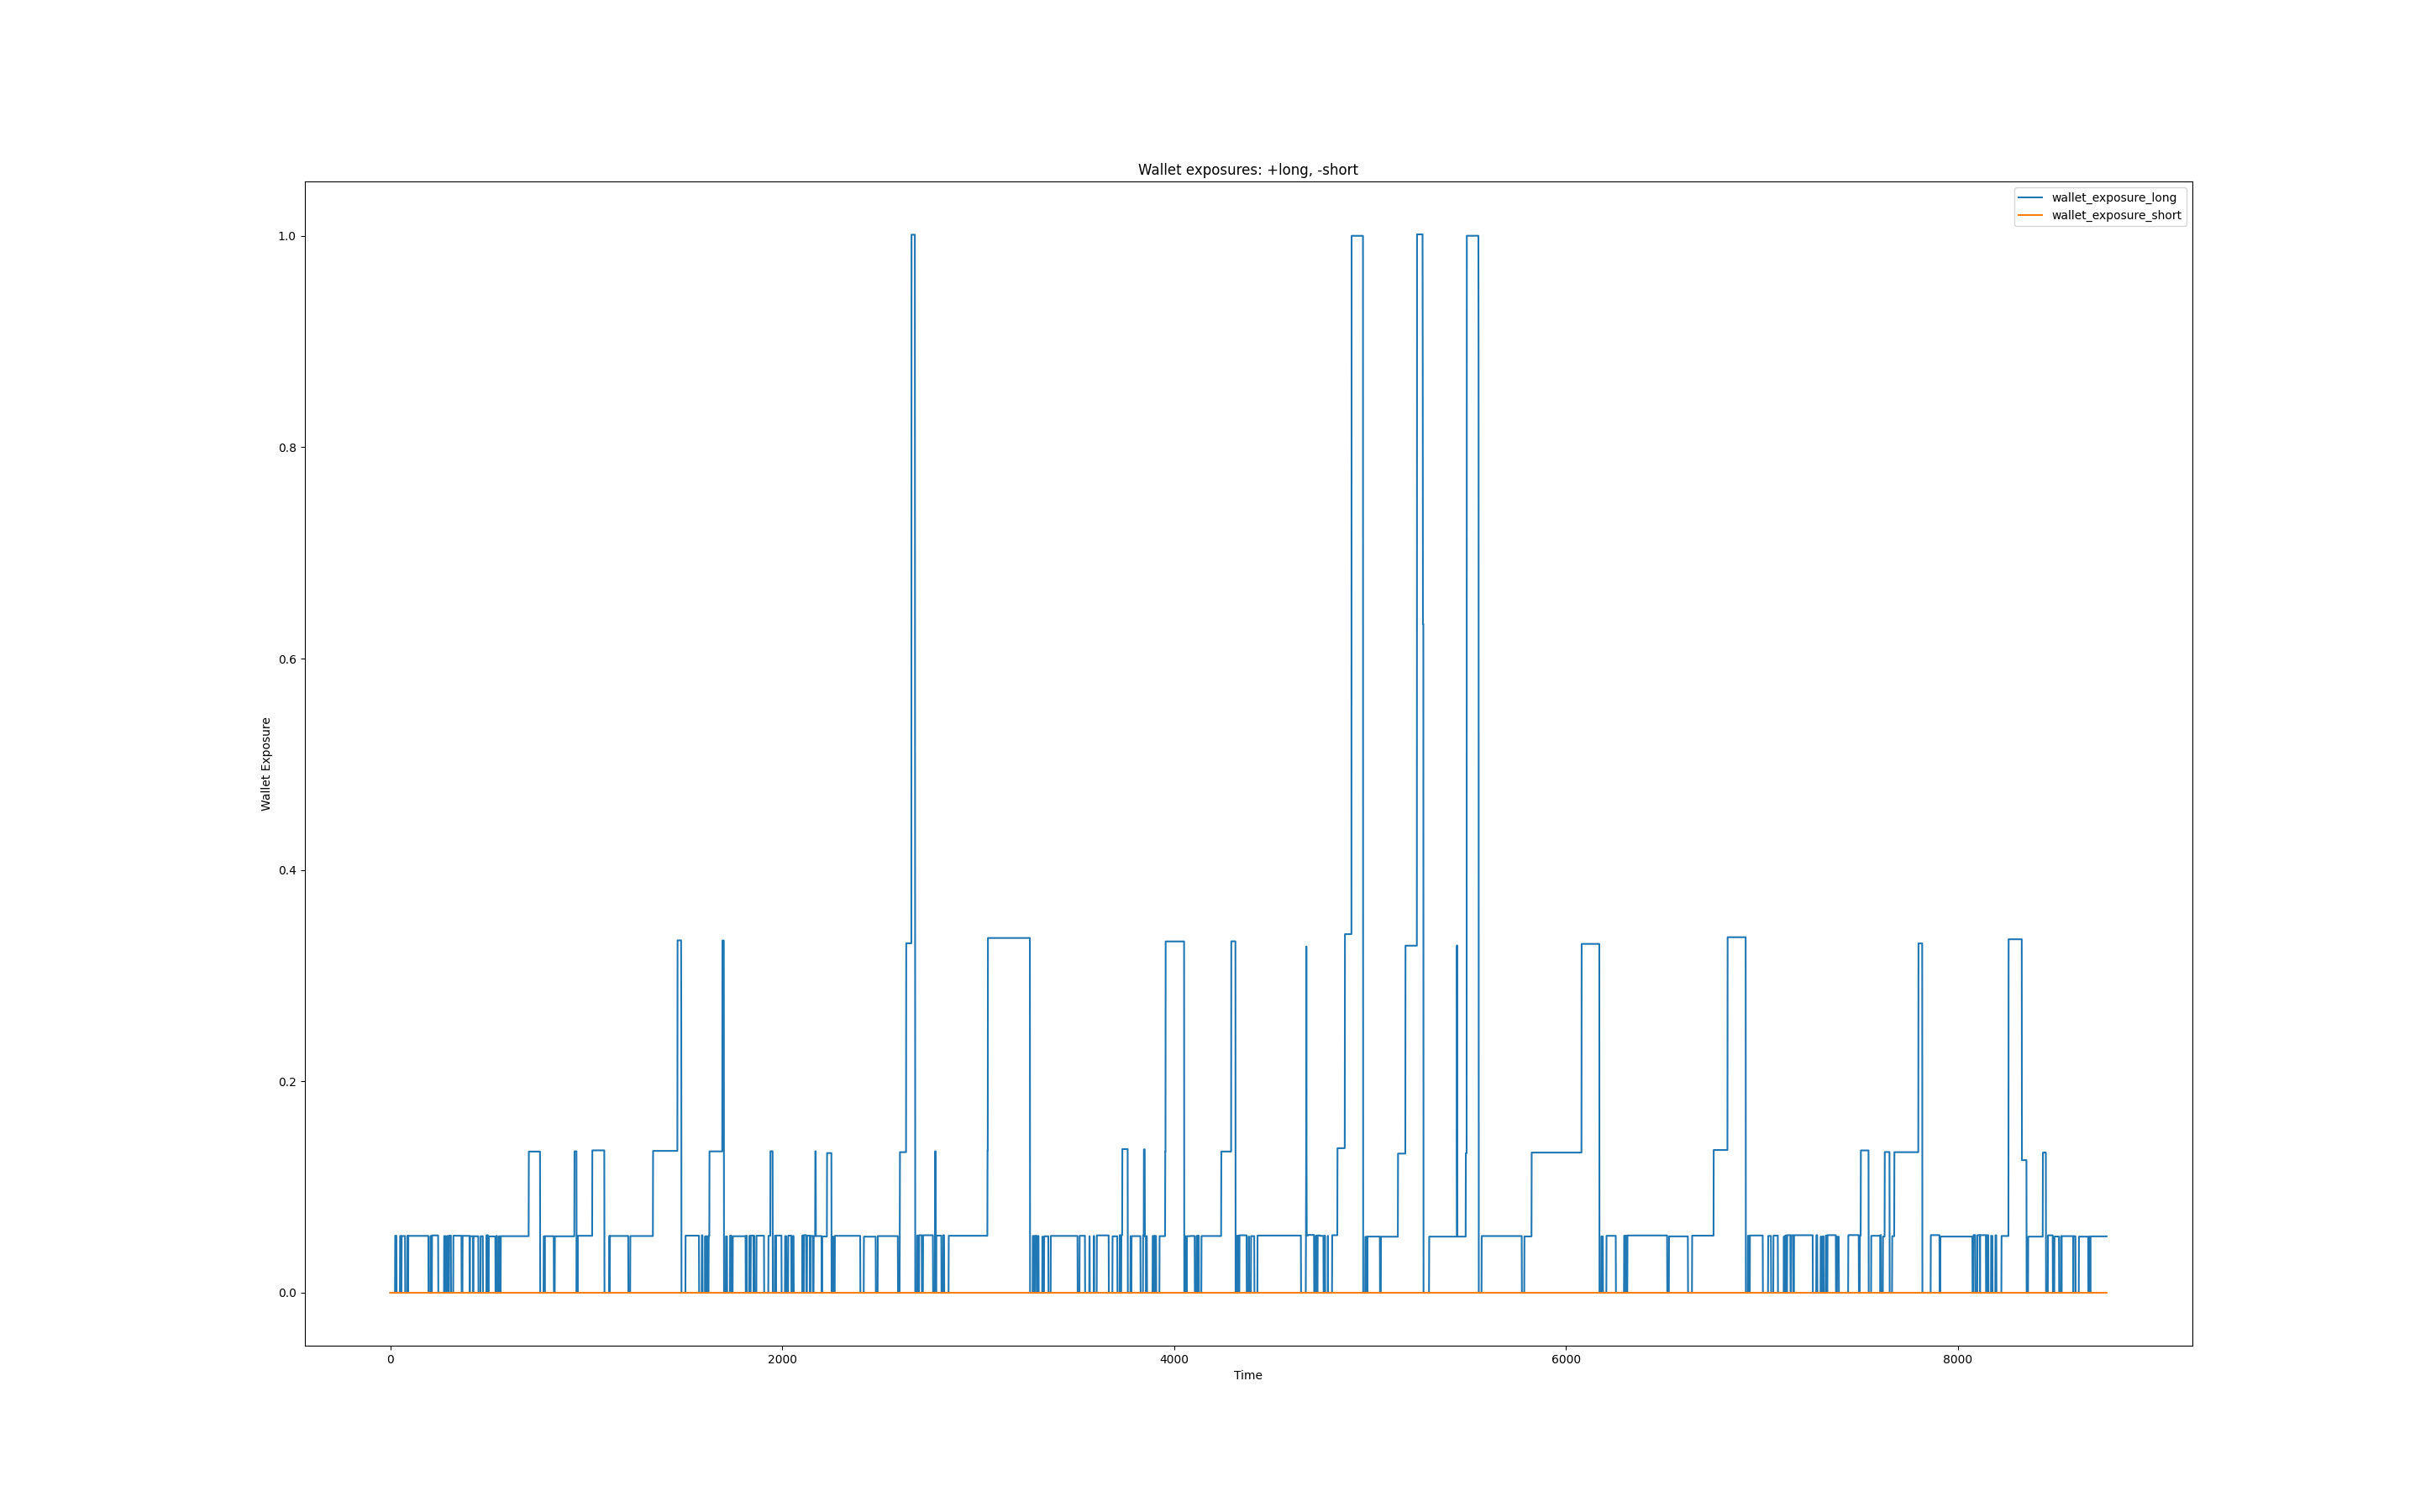 Wallet exposures: +long, -short
wallet_exposure_long
wallet_exposure_short
1.0
0.8
0.6
0.4
0.2
0.0
Wallet Exposure
0 2000 4000 6000 8000
Time